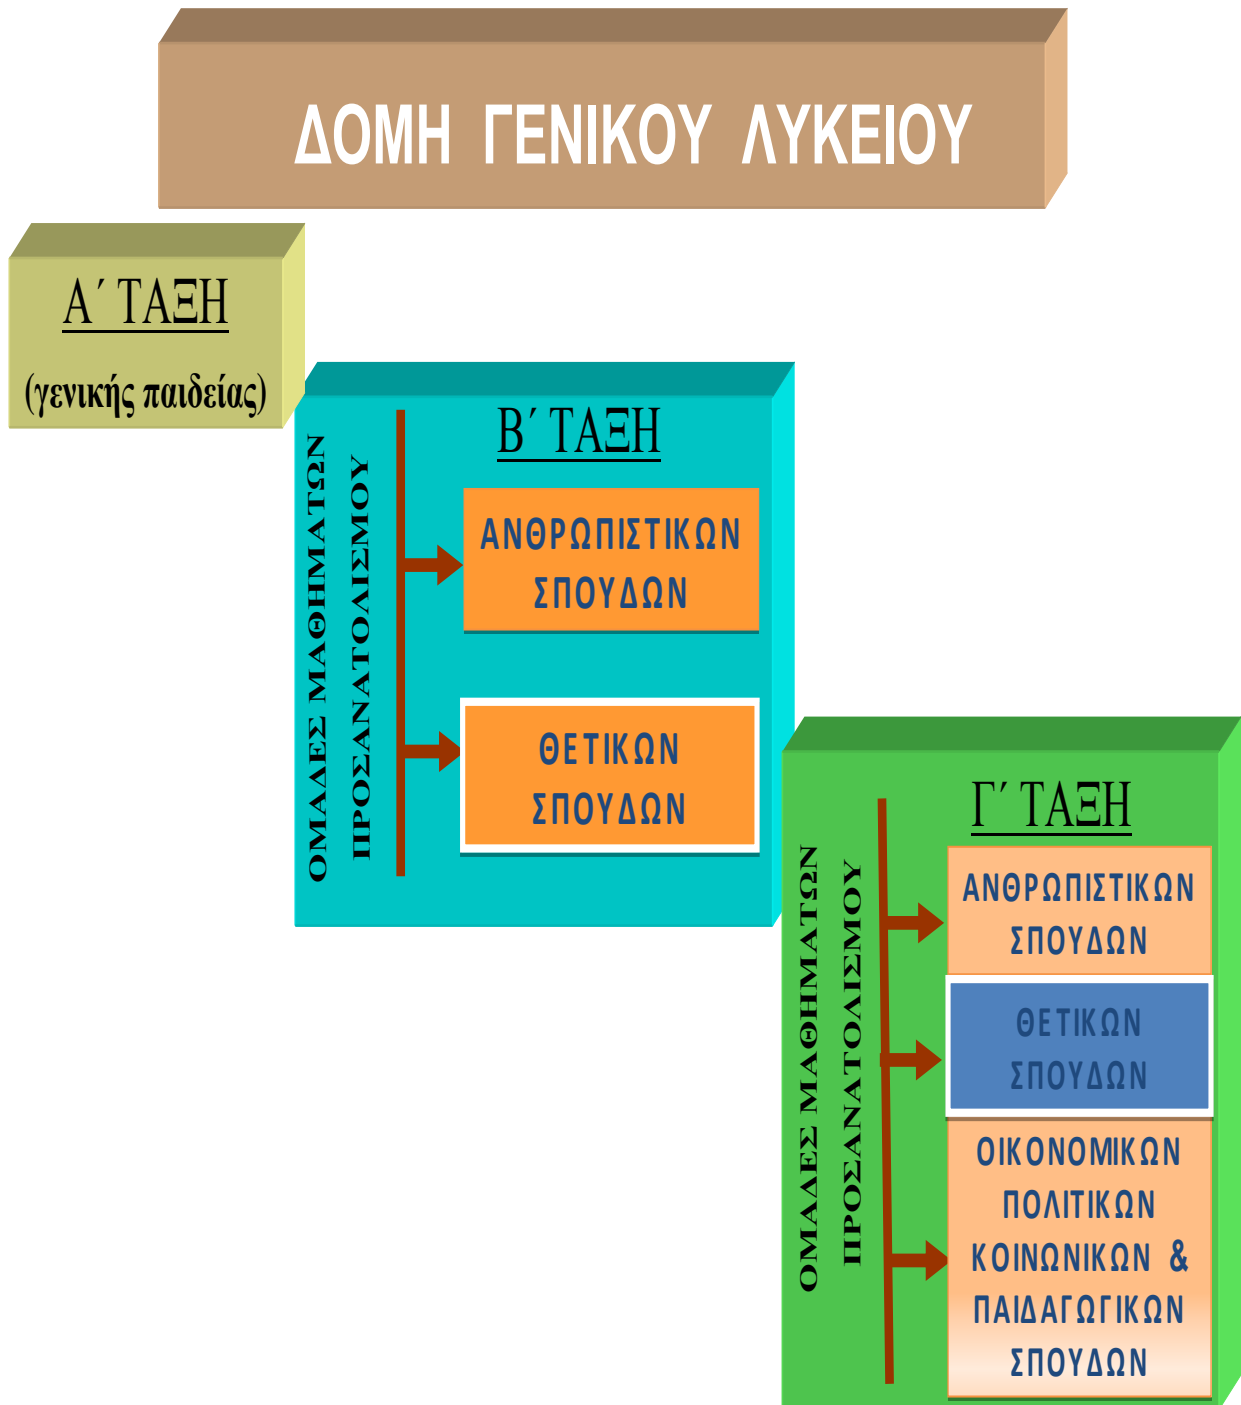 ΔΟΜΗ ΓΕΝΙΚΟΥ ΛΥΚΕΙΟΥ
Α΄ ΤΑΞΗ
(γενικής παιδείας)
ΟΜΑΔΕΣ ΜΑΘΗΜΑΤΩΝ
ΠΡΟΣΑΝΑΤΟΛΙΣΜΟΥ
Β΄ ΤΑΞΗ
ΑΝΘΡΩΠΙΣΤΙΚΩΝ
ΣΠΟΥΔΩΝ
ΘΕΤΙΚΩΝ
ΣΠΟΥΔΩΝ
ΟΜΑΔΕΣ ΜΑΘΗΜΑΤΩΝ
ΠΡΟΣΑΝΑΤΟΛΙΣΜΟΥ
Γ΄ ΤΑΞΗ
ΑΝΘΡΩΠΙΣΤΙΚΩΝ
ΣΠΟΥΔΩΝ
ΘΕΤΙΚΩΝ
ΣΠΟΥΔΩΝ
ΟΙΚΟΝΟΜΙΚΩΝ
ΠΟΛΙΤΙΚΩΝ
ΚΟΙΝΩΝΙΚΩΝ &
ΠΑΙΔΑΓΩΓΙΚΩΝ
ΣΠΟΥΔΩΝ